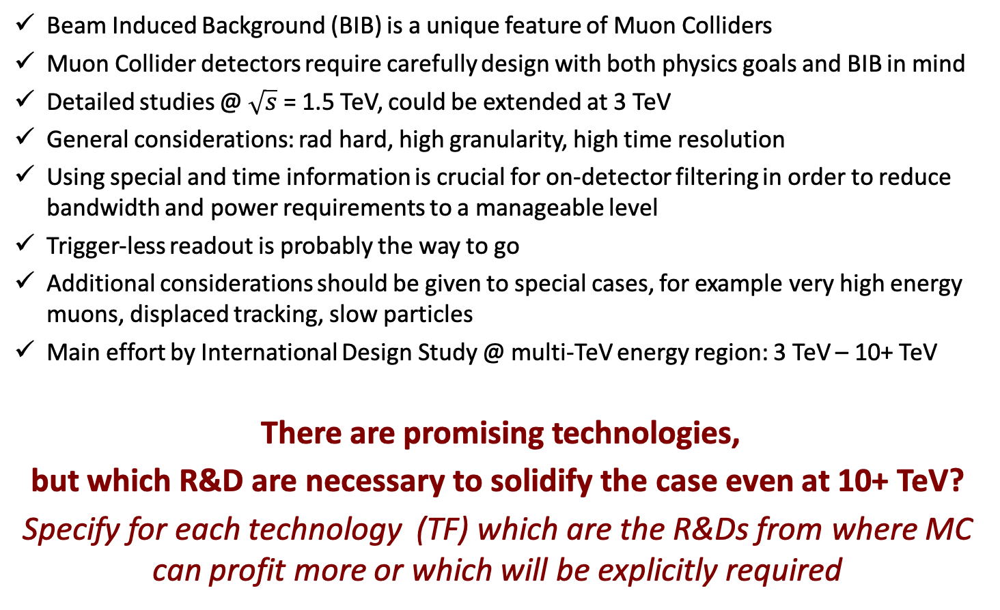 ✓ Beam Induced Background (BIB) is a unique feature of Muon Colliders
✓ Muon Collider detectors require carefully design with both physics goals and BIB in mind
✓ Detailed studies @ √s = 1.5 TeV, could be extended at 3 TeV
✓ General considerations: rad hard, high granularity, high time resolution
✓ Using special and time information is crucial for on-detector filtering in order to reduce
bandwidth and power requirements to a manageable level
✓ Trigger-less readout is probably the way to go
✓ Additional considerations should be given to special cases, for example very high energy
muons, displaced tracking, slow particles
✓ Main effort by International Design Study @ multi-TeV energy region: 3 TeV – 10+ TeV
There are promising technologies,
but which R&D are necessary to solidify the case even at 10+ TeV?
Specify for each technology (TF) which are the R&Ds from where MC
can profit more or which will be explicitly required